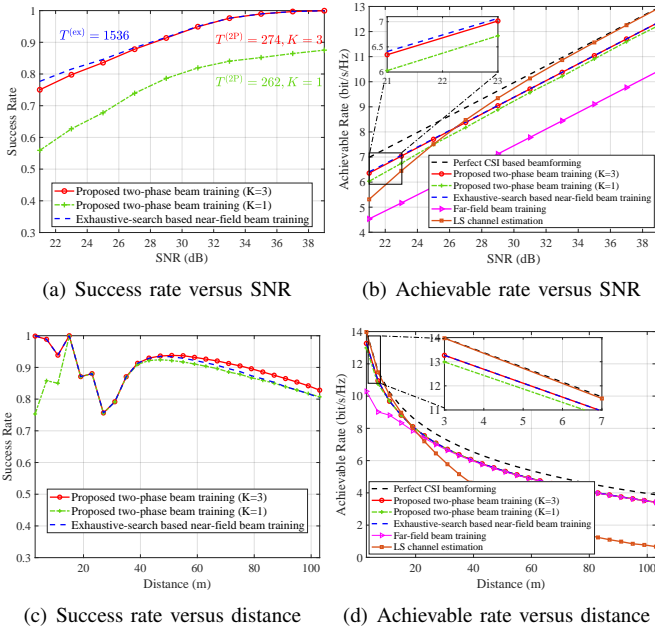 T^(ex) = 1536
T^(2P) = 274, K = 3
T^(2P) = 262, K = 1
Success Rate
1
0.9
0.8
0.7
0.6
0.5
0.4
0.3
Proposed two-phase beam training (K=3)
Proposed two-phase beam training (K=1)
Exhaustive-search based near-field beam training
22 24 26 28 30 32 34 36 38
SNR (dB)
(a) Success rate versus SNR
Achievable Rate (bit/s/Hz)
13
12
11
10
9
8
7
6
5
4
7
6.5
6
21 22 23
Perfect CSI based beamforming
Proposed two-phase beam training (K=3)
Proposed two-phase beam training (K=1)
Exhaustive-search based near-field beam training
Far-field beam training
LS channel estimation
22 24 26 28 30 32 34 36 38
SNR (dB)
(b) Achievable rate versus SNR
Success Rate
1
0.9
0.8
0.7
0.6
0.5
0.4
0.3
Proposed two-phase beam training (K=3)
Proposed two-phase beam training (K=1)
Exhaustive-search based near-field beam training
20 40 60 80 100
Distance (m)
(c) Success rate versus distance
Achievable Rate (bit/s/Hz)
14
12
10
8
6
4
2
0
14
13
12
11
3 4 5 6 7
Perfect CSI beamforming
Proposed two-phase beam training (K=3)
Proposed two-phase beam training (K=1)
Exhaustive-search based near-field beam training
Far-field beam training
LS channel estimation
20 40 60 80 100
Distance (m)
(d) Achievable rate versus distance